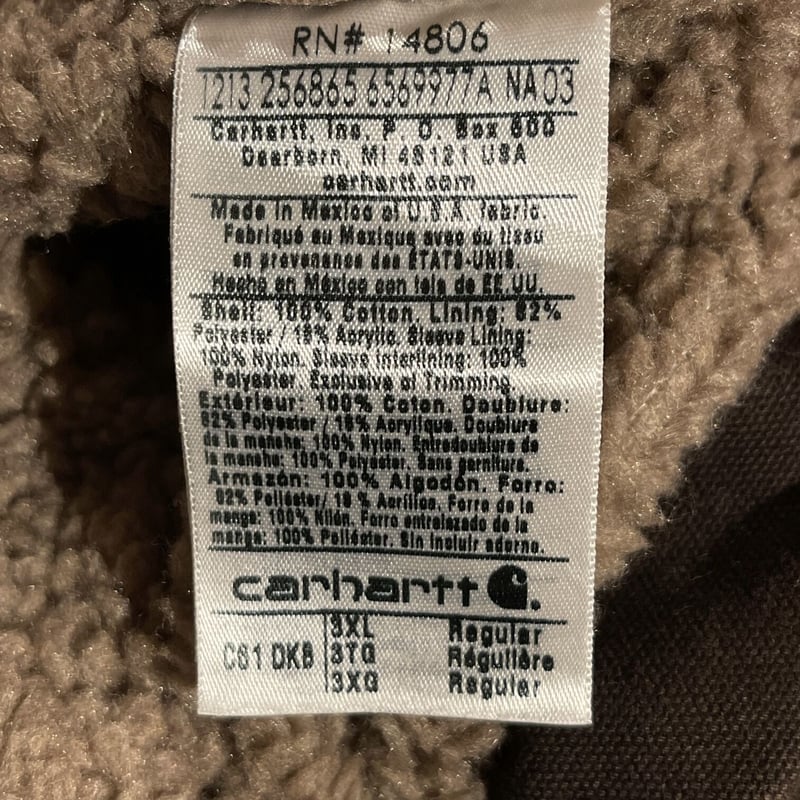 RN# 14806
1213 256865 6569977A NA03
Carhartt, Inc. P. O. Box 600
Dearborn, MI 48121 USA
carhartt.com
Made in Mexico of U.S.A. fabric.
Fabriqué au Mexique avec du tissu
en provenance des ÉTATS-UNIS.
Hecho en México con tela de EE.UU.
Shell: 100% Cotton. Lining: 82%
Polyester / 18% Acrylic. Sleeve Lining:
100% Nylon. Sleeve Interlining: 100%
Polyester. Exclusive of Trimming.
Extérieur: 100% Coton. Doublure:
82% Polyester / 18% Acrylique. Doublure
de la manche: 100% Nylon. Entredoublure de
la manche: 100% Polyester. Sans garniture.
Armazón: 100% Algodón. Forro:
82% Poliéster/ 18 % Acrílico. Forro de la
manga: 100% Nilón. Forro entrelazado de la
manga: 100% Poliéster. Sin incluir adorno.
carhartt
C61 DKB 3XL Regular
3TG Régulière
3XG Regular